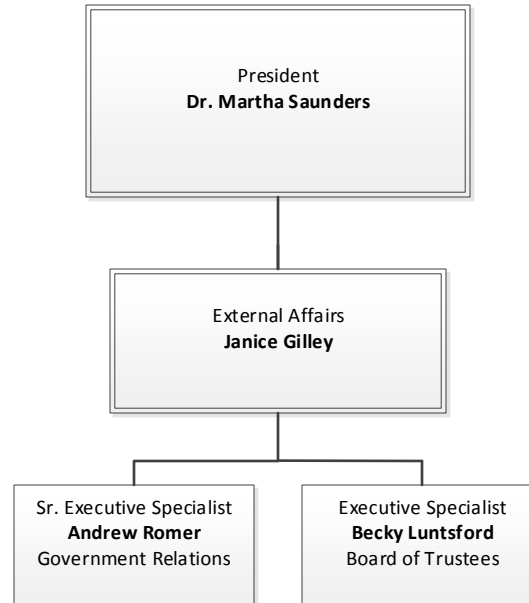 President
Dr. Martha Saunders
External Affairs
Janice Gilley
Sr. Executive Specialist
Andrew Romer
Government Relations
Executive Specialist
Becky Luntsford
Board of Trustees